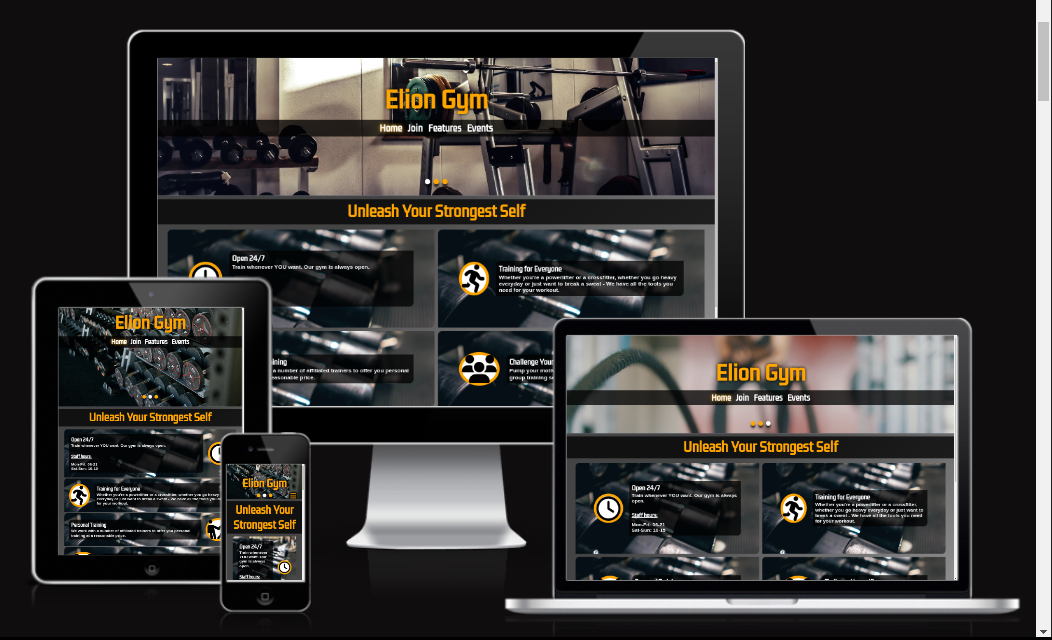 Elion Gym
Home Join Features Events
Unleash Your Strongest Self
Open 24/7
Train whenever YOU want. Our gym is always open.
Training for Everyone
Whether you're a powerlifter or a crossfitter, whether you go heavy
everyday or just want to break a sweat - We have all the tools you
need for your workout.
ining
a number of affiliated trainers to offer you personal
easonable price.
Challenge Your
Pump your moti
group training se
Elion Gym
Home Join Features Events
Unleash Your Strongest Self
Open 24/7
Train whenever YOU want. Our gym is always open.
Staff hours:
Mon-Fri: 06-21
Sat-Sun: 10-15
Training for Everyone
Whether you're a powerlifter or a crossfitter, whether you go heavy
everyday or just want to break a sweat - We have all the tools you
need for your workout.
Personal Training
We work with a number of affiliated trainers to offer you personal
training at a reasonable price.
Elion Gym
Unleash Your
Strongest Self
Open 24/7
Train whenever
YOU want. Our
gym is always
open.
Staff hours:
Elion Gym
Home Join Features Events
Unleash Your Strongest Self
Open 24/7
Train whenever YOU want. Our gym is always
open.
Staff hours:
Mon-Fri: 06-21
Sat-Sun: 10-15
Training for Everyone
Whether you're a powerlifter or a crossfitter,
whether you go heavy everyday or just want to
break a sweat - We have all the tools you need
for your workout.